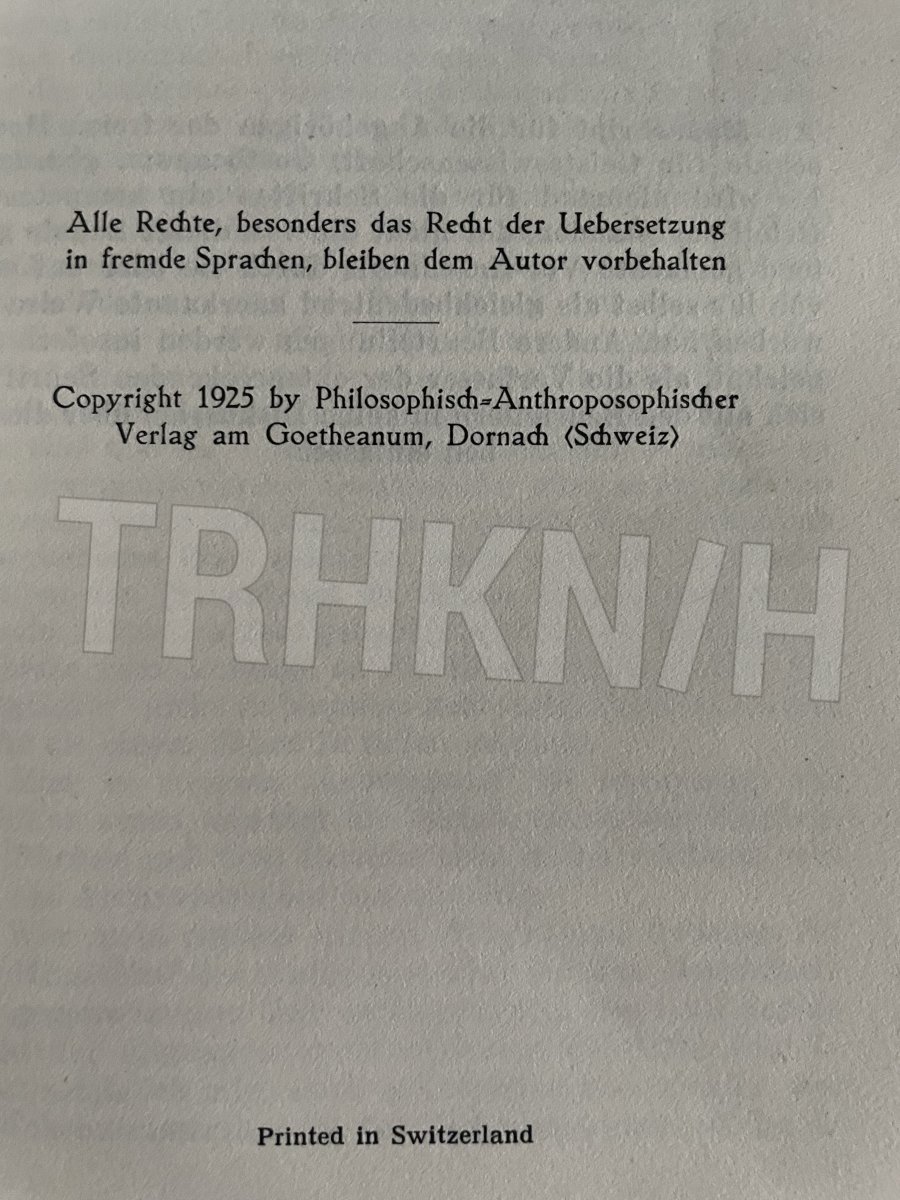 Alle Rechte, besonders das Recht der Uebersetzung
in fremde Sprachen, bleiben dem Autor vorbehalten
Copyright 1925 by Philosophisch-Anthroposophischer
Verlag am Goetheanum, Dornach (Schweiz)
TRHKN/H
Printed in Switzerland